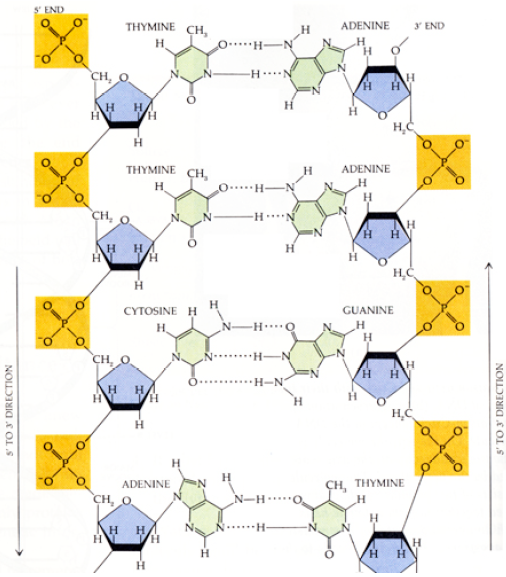 5' END
THYMINE
ADENINE
3' END
THYMINE
ADENINE
CYTOSINE
GUANINE
5' TO 3' DIRECTION
5' TO 3' DIRECTION
ADENINE
THYMINE